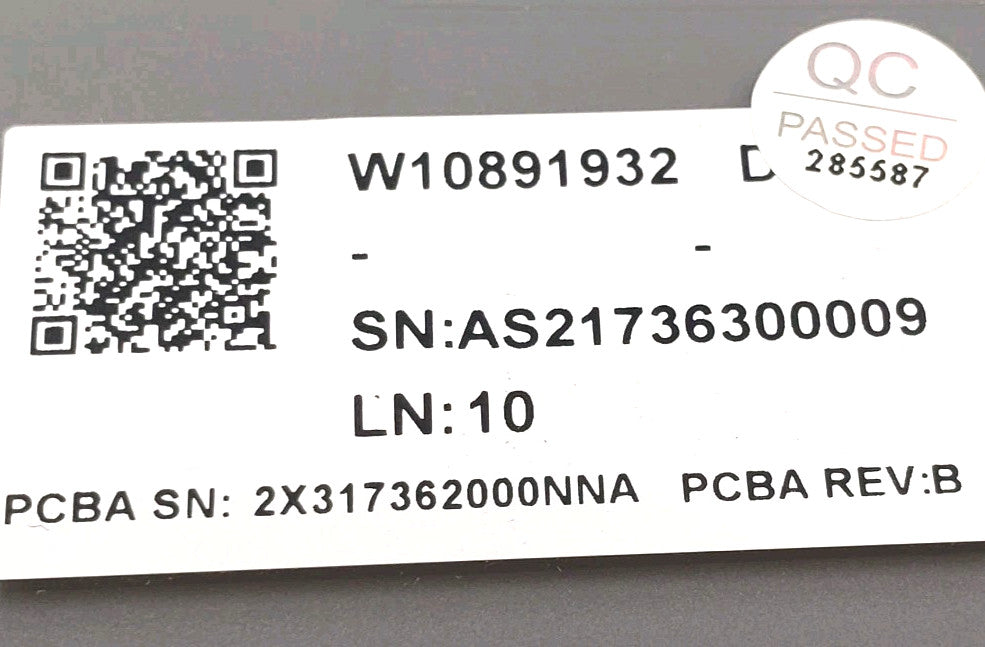 W10891932 D
QC
PASSED
285587
- -
SN:AS21736300009
LN:10
PCBA SN: 2X317362000NNA PCBA REV:B